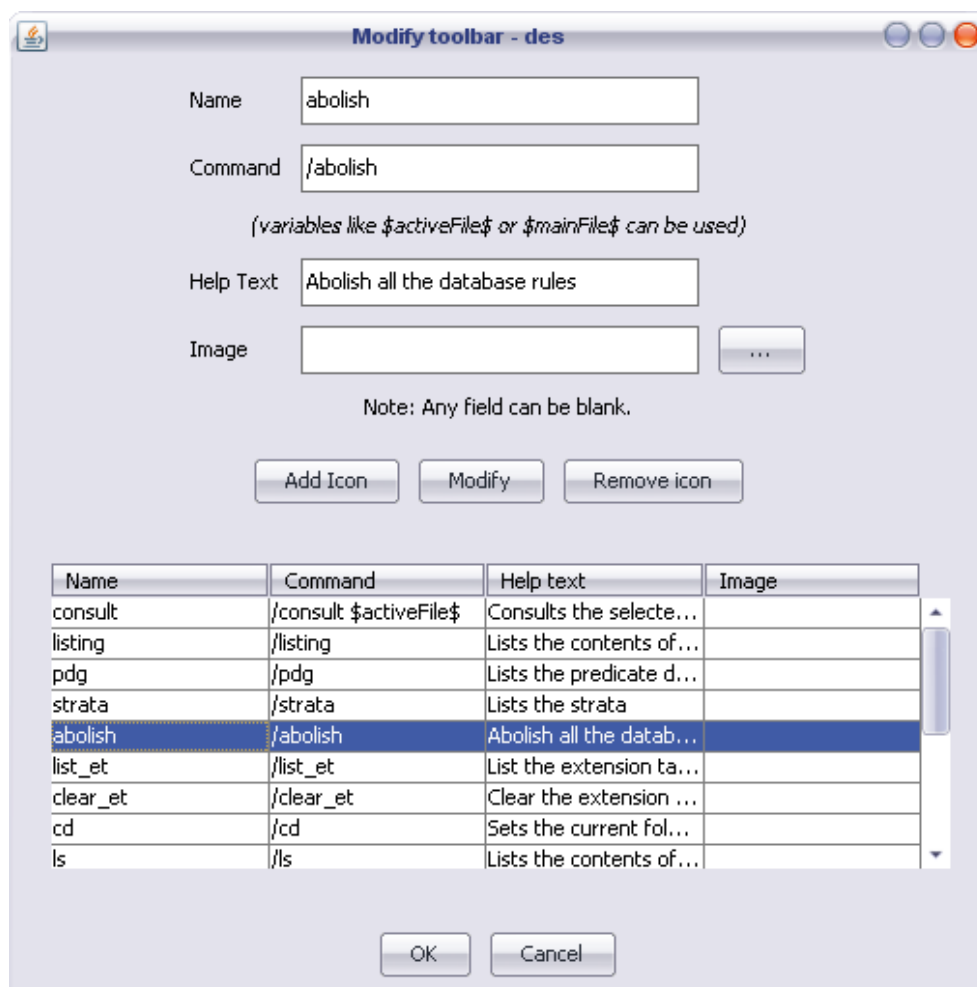 Modify toolbar - des
Name abolish
Command /abolish
(variables like $activeFile$ or $mainFile$ can be used)
Help Text Abolish all the database rules
Image ...
Note: Any field can be blank.
Add Icon Modify Remove icon
Name Command Help text Image
consult /consult $activeFile$ Consults the selecte...
listing /listing Lists the contents of...
pdg /pdg Lists the predicate d...
strata /strata Lists the strata
abolish /abolish Abolish all the datab...
list_et /list_et List the extension ta...
clear_et /clear_et Clear the extension ...
cd /cd Sets the current fol...
ls /ls Lists the contents of...
OK Cancel